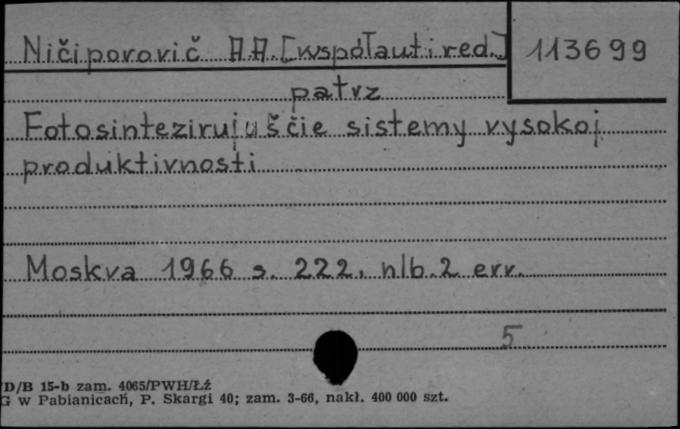 Ničiporovič A.A. [współaut. i red.] 113699
patrz
Fotosintezirujuščie sistemy vysokoj
produktivnosti
Moskva 1966 s. 222, nlb. 2 err.
5
D/B 15-b zam. 4065/PWH/Łź
G w Pabianicach, P. Skargi 40; zam. 3-66, nakł. 400 000 szt.